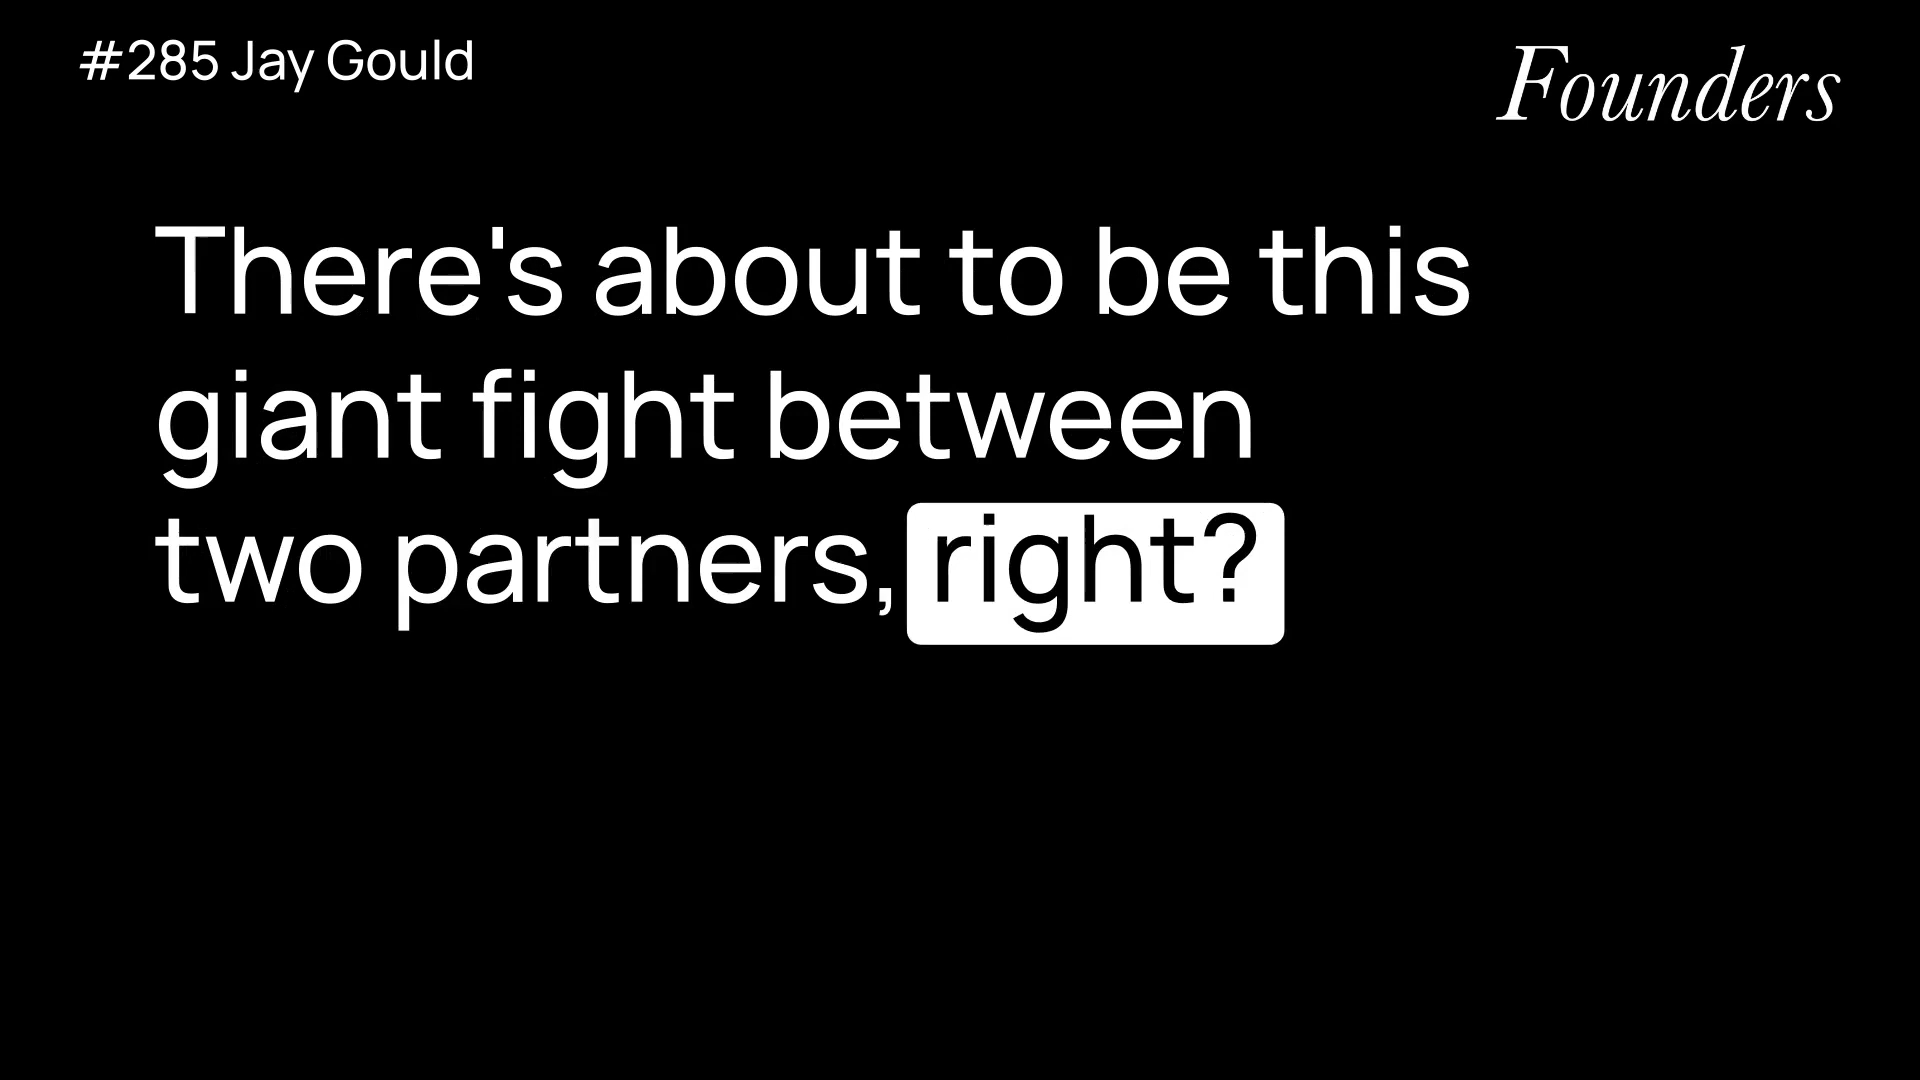 #285 Jay Gould
Founders
There's about to be this
giant fight between
two partners, right?